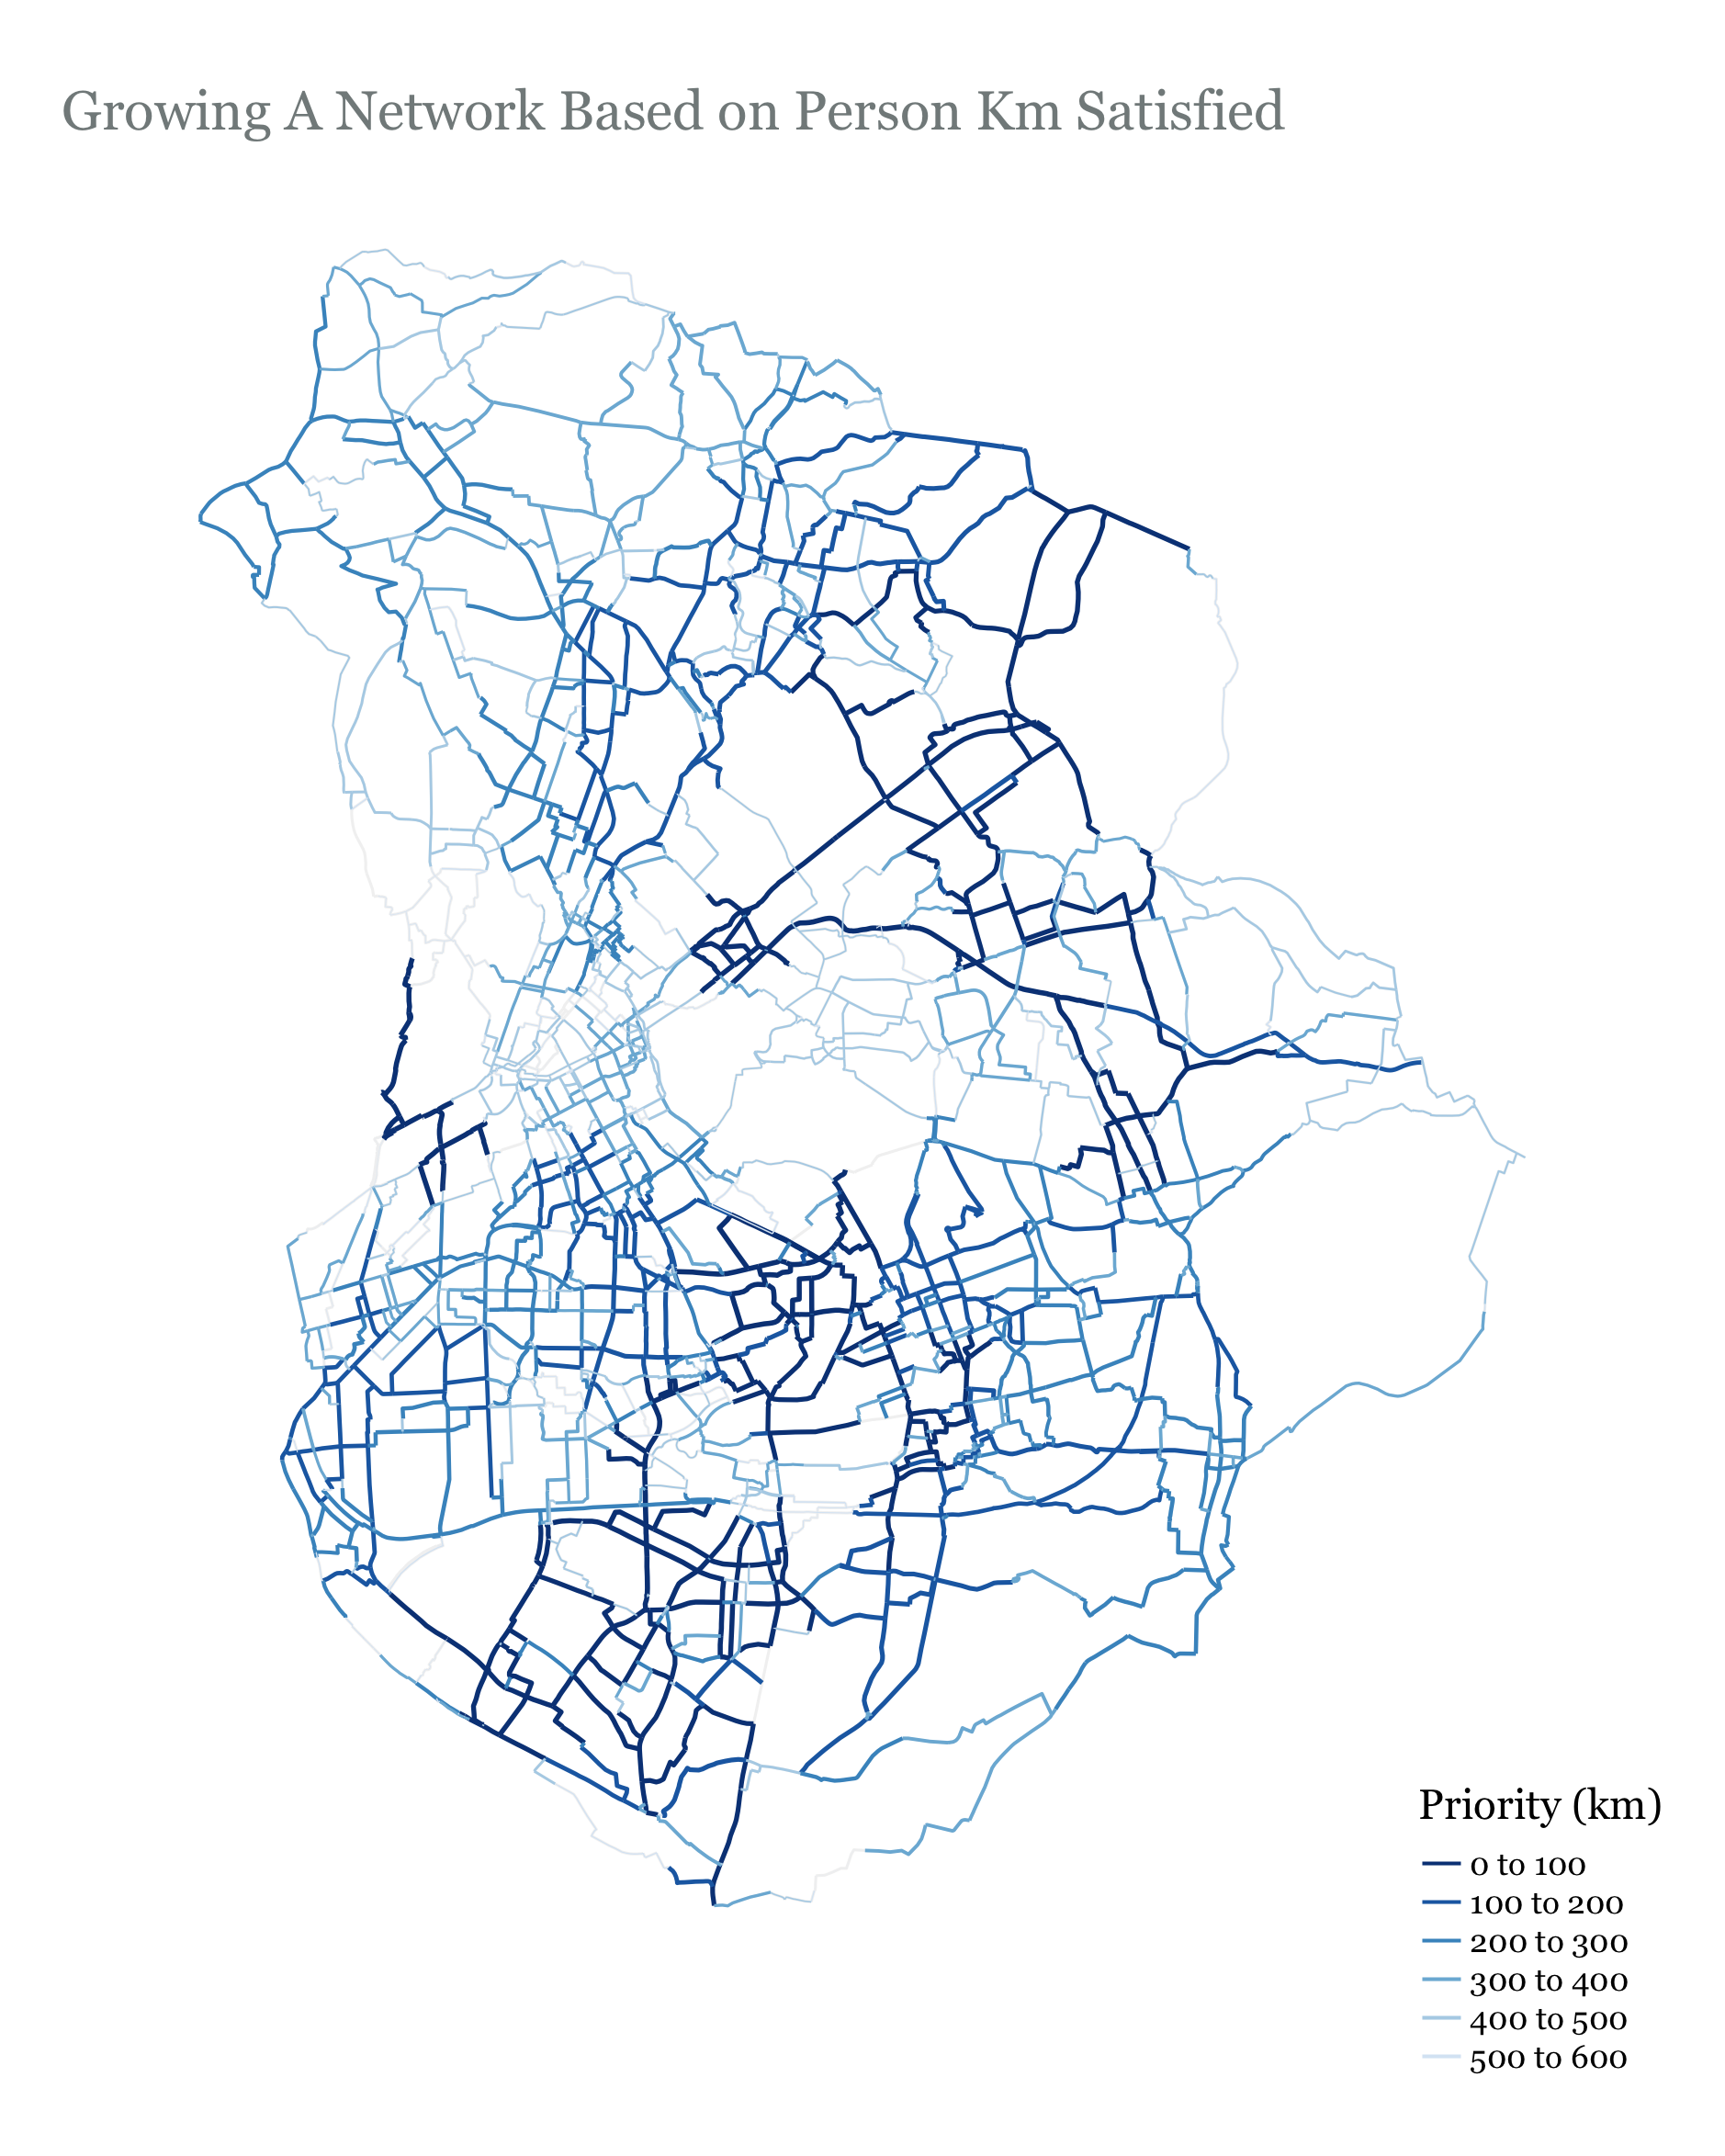 Growing A Network Based on Person Km Satisfied
Priority (km)
0 to 100
100 to 200
200 to 300
300 to 400
400 to 500
500 to 600